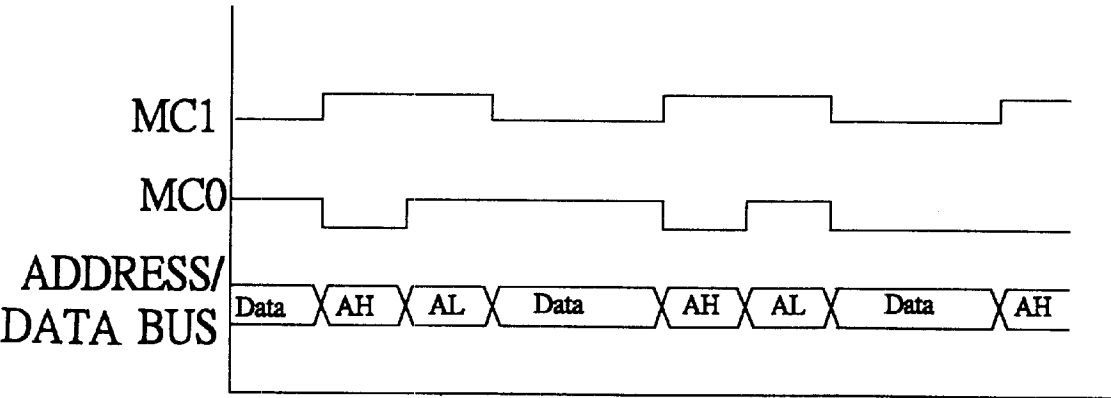 MC1
MC0
ADDRESS/
DATA BUS
Data AH AL Data AH AL Data AH